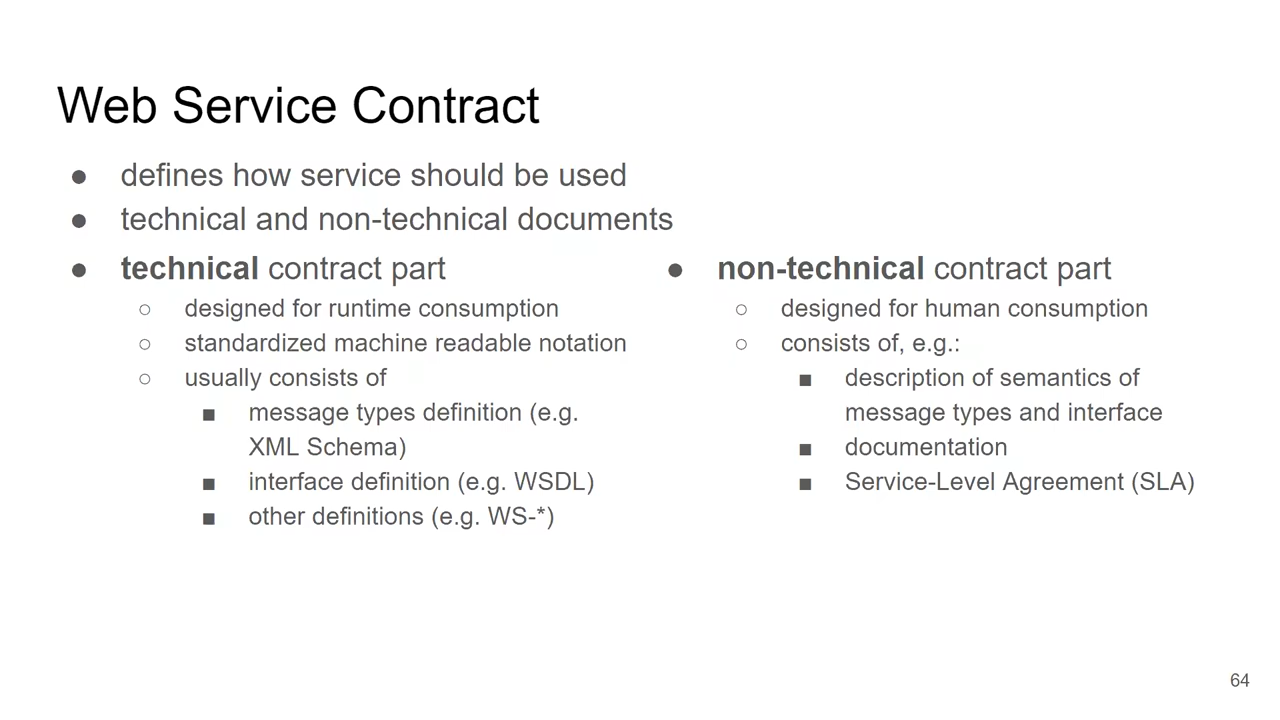 Web Service Contract
● defines how service should be used
● technical and non-technical documents
● technical contract part
○ designed for runtime consumption
○ standardized machine readable notation
○ usually consists of
■ message types definition (e.g.
XML Schema)
■ interface definition (e.g. WSDL)
■ other definitions (e.g. WS-*)
● non-technical contract part
○ designed for human consumption
○ consists of, e.g.:
■ description of semantics of
message types and interface
■ documentation
■ Service-Level Agreement (SLA)
64